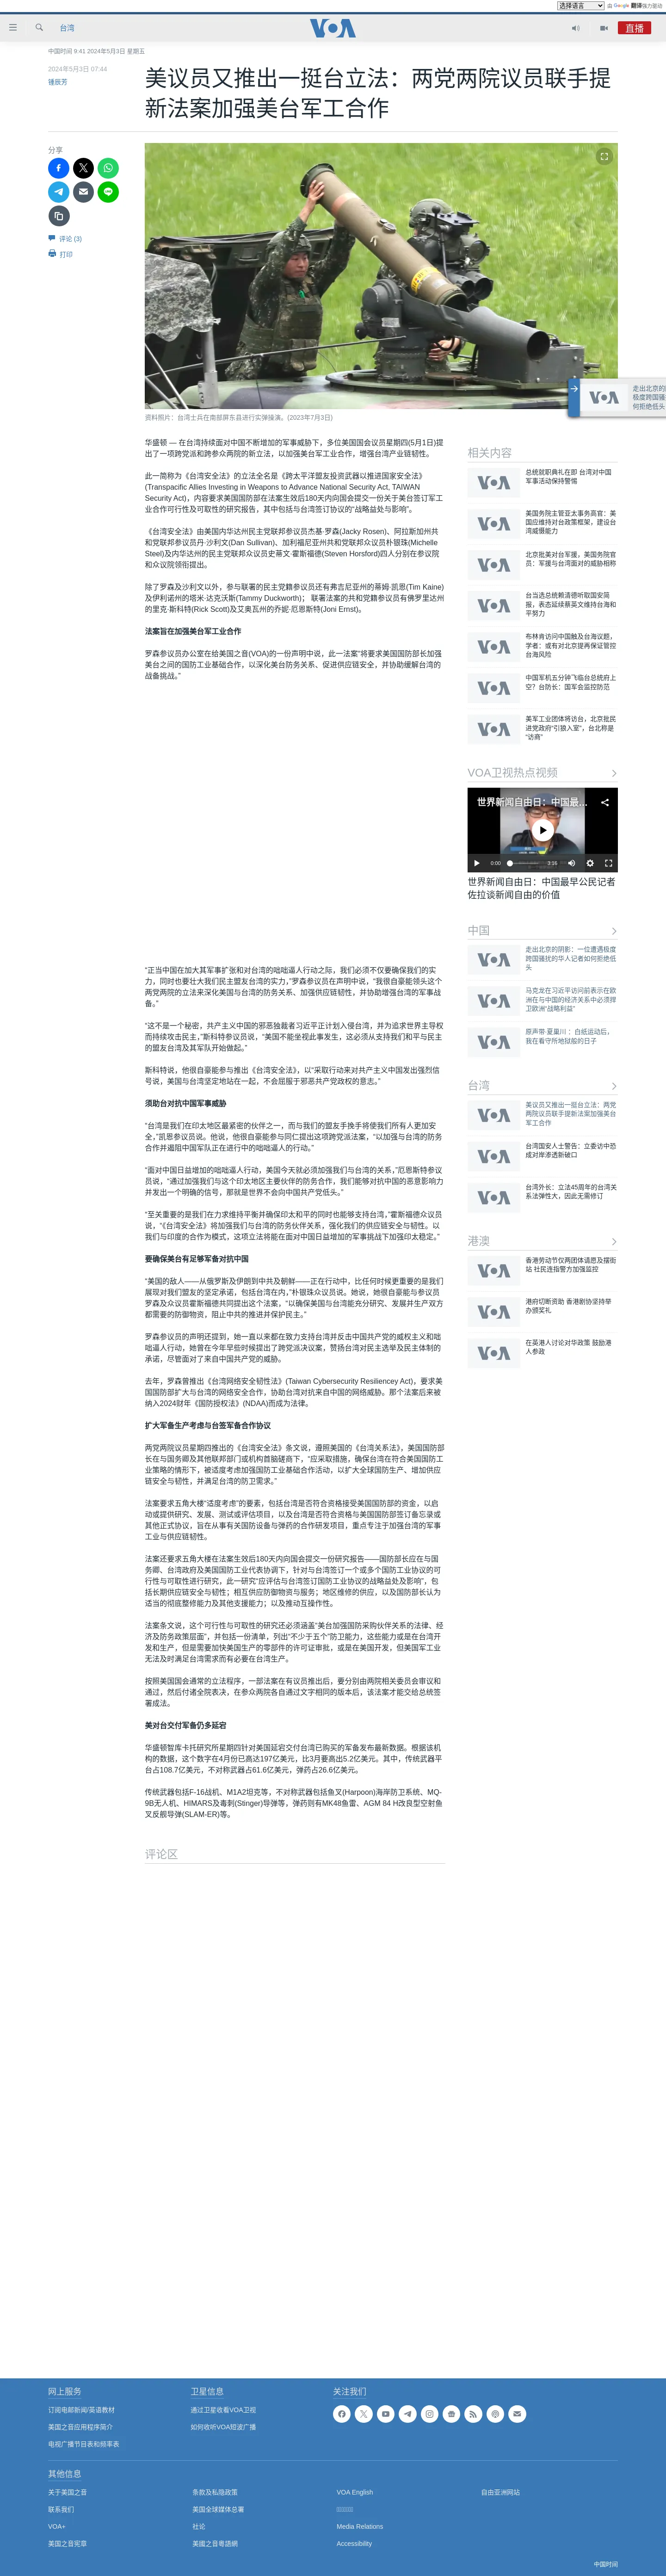 选择语言 由 Google 翻译强力驱动
台湾 VOA 直播
中国时间 9:41 2024年5月3日 星期五
2024年5月3日 07:44
锺辰芳
美议员又推出一挺台立法：两党两院议员联手提
新法案加强美台军工合作
分享
评论 (3)
打印
资料照片：台湾士兵在南部屏东县进行实弹操演。(2023年7月3日)
走出北京的
极度跨国骚
何拒绝低头
华盛顿 — 在台湾持续面对中国不断增加的军事威胁下，多位美国国会议员星期四(5月1日)提
出了一项跨党派和跨参众两院的新立法，以加强美台军工业合作，增强台湾产业链韧性。
此一简称为《台湾安全法》的立法全名是《跨太平洋盟友投资武器以推进国家安全法》
(Transpacific Allies Investing in Weapons to Advance National Security Act, TAIWAN
Security Act)，内容要求美国国防部在法案生效后180天内向国会提交一份关于美台签订军工
业合作可行性及可取性的研究报告，其中包括与台湾签订协议的“战略益处与影响”。
《台湾安全法》由美国内华达州民主党联邦参议员杰基·罗森(Jacky Rosen)、阿拉斯加州共
和党联邦参议员丹·沙利文(Dan Sullivan)、加利福尼亚州共和党联邦众议员朴银珠(Michelle
Steel)及内华达州的民主党联邦众议员史蒂文·霍斯福德(Steven Horsford)四人分别在参议院
和众议院领衔提出。
除了罗森及沙利文以外，参与联署的民主党籍参议员还有弗吉尼亚州的蒂姆·凯恩(Tim Kaine)
及伊利诺州的塔米·达克沃斯(Tammy Duckworth)； 联署法案的共和党籍参议员有佛罗里达州
的里克·斯科特(Rick Scott)及艾奥瓦州的乔妮·厄恩斯特(Joni Ernst)。
法案旨在加强美台军工业合作
罗森参议员办公室在给美国之音(VOA)的一份声明中说，此一法案“将要求美国国防部长加强
美台之间的国防工业基础合作，以深化美台防务关系、促进供应链安全，并协助缓解台湾的
战备挑战。”
“正当中国在加大其军事扩张和对台湾的咄咄逼人行动之际，我们必须不仅要确保我们的实
力，同时也要壮大我们民主盟友台湾的实力，”罗森参议员在声明中说，“我很自豪能领头这个
两党两院的立法来深化美国与台湾的防务关系、加强供应链韧性，并协助增强台湾的军事战
备。”
“这不是一个秘密，共产主义中国的邪恶独裁者习近平正计划入侵台湾，并为追求世界主导权
而持续攻击民主，”斯科特参议员说，“美国不能坐视此事发生，这必须从支持我们和平与民主
的盟友台湾及其军队开始做起。”
斯科特说，他很自豪能参与推出《台湾安全法》，以“采取行动来对共产主义中国发出强烈信
号说，美国与台湾坚定地站在一起，不会屈服于邪恶共产党政权的意志。”
须助台对抗中国军事威胁
“台湾是我们在印太地区最紧密的伙伴之一，而与我们的盟友手挽手将使我们所有人更加安
全，”凯恩参议员说。他说，他很自豪能参与同仁提出这项跨党派法案，“以加强与台湾的防务
合作并遏阻中国军队正在进行中的咄咄逼人的行动。”
“面对中国日益增加的咄咄逼人行动，美国今天就必须加强我们与台湾的关系，”厄恩斯特参议
员说，“通过加强我们与这个印太地区主要伙伴的防务合作，我们能够对抗中国的恶意影响力
并发出一个明确的信号，那就是世界不会向中国共产党低头。”
“至关重要的是我们在力求维持平衡并确保印太和平的同时也能够支持台湾，”霍斯福德众议员
说，“《台湾安全法》将加强我们与台湾的防务伙伴关系，强化我们的供应链安全与韧性。以
我们与印度的合作为模式，这项立法将能在面对中国日益增加的军事挑战下加强印太稳定。”
要确保美台有足够军备对抗中国
“美国的敌人——从俄罗斯及伊朗到中共及朝鲜——正在行动中，比任何时候更重要的是我们
展现对我们盟友的坚定承诺，包括台湾在内，”朴银珠众议员说。她说，她很自豪能参与议员
罗森及众议员霍斯福德共同提出这个法案，“以确保美国与台湾能充分研究、发展并生产双方
都需要的防御物资，阻止中共的推进并保护民主。”
罗森参议员的声明还提到，她一直以来都在致力支持台湾并反击中国共产党的威权主义和咄
咄逼人行动，她曾在今年早些时候提出了跨党派决议案，赞扬台湾对民主选举及民主体制的
承诺，尽管面对了来自中国共产党的威胁。
去年，罗森曾推出《台湾网络安全韧性法》(Taiwan Cybersecurity Resiliencey Act)，要求美
国国防部扩大与台湾的网络安全合作，协助台湾对抗来自中国的网络威胁。那个法案后来被
纳入2024财年《国防授权法》(NDAA)而成为法律。
扩大军备生产考虑与台签军备合作协议
两党两院议员星期四推出的《台湾安全法》条文说，遵照美国的《台湾关系法》，美国国防部
长在与国务卿及其他联邦部门或机构首脑磋商下，“应采取措施，确保台湾在符合美国国防工
业策略的情形下，被适度考虑加强国防工业基础合作活动，以扩大全球国防生产、增加供应
链安全与韧性，并满足台湾的防卫需求。”
法案要求五角大楼“适度考虑”的要素，包括台湾是否符合资格接受美国国防部的资金，以启
动或提供研究、发展、测试或评估项目，以及台湾是否符合资格与美国国防部签订备忘录或
其他正式协议，旨在从事有关国防设备与弹药的合作研发项目，重点专注于加强台湾的军事
工业与供应链韧性。
法案还要求五角大楼在法案生效后180天内向国会提交一份研究报告——国防部长应在与国
务卿、台湾政府及美国国防工业代表协调下，针对与台湾签订一个或多个国防工业协议的可
行性与可取性进行研究，此一研究“应评估与台湾签订国防工业协议的战略益处及影响”，包
括长期供应链安全与韧性；相互供应防御物资与服务；地区维修的供应，以及国防部长认为
适当的彻底整修能力及其他支援能力；以及推动互操作性。
法案条文说，这个可行性与可取性的研究还必须涵盖“美台加强国防采购伙伴关系的法律、经
济及防务政策层面”，并包括一份清单，列出“不少于五个”防卫能力，这些能力或是在台湾开
发和生产，但是需要加快美国生产的零部件的许可证审批，或是在美国开发，但美国军工业
无法及时满足台湾需求而有必要在台湾生产。
按照美国国会通常的立法程序，一部法案在有议员推出后，要分别由两院相关委员会审议和
通过，然后付诸全院表决，在参众两院各自通过文字相同的版本后，该法案才能交给总统签
署成法。
美对台交付军备仍多延宕
华盛顿智库卡托研究所星期四针对美国延宕交付台湾已购买的军备发布最新数据。根据该机
构的数据，这个数字在4月份已高达197亿美元，比3月要高出5.2亿美元。其中，传统武器平
台占108.7亿美元，不对称武器占61.6亿美元，弹药占26.6亿美元。
传统武器包括F-16战机、M1A2坦克等，不对称武器包括鱼叉(Harpoon)海岸防卫系统、MQ-
9B无人机、HIMARS及毒刺(Stinger)导弹等，弹药则有MK48鱼雷、AGM 84 H改良型空射鱼
叉反舰导弹(SLAM-ER)等。
评论区
相关内容
总统就职典礼在即 台湾对中国
军事活动保持警惕
美国务院主管亚太事务高官：美
国应维持对台政策框架，建设台
湾威慑能力
北京批美对台军援，美国务院官
员：军援与台湾面对的威胁相称
台当选总统赖清德听取国安简
报，表态延续蔡英文维持台海和
平努力
布林肯访问中国触及台海议题，
学者：或有对北京提再保证管控
台海风险
中国军机五分钟飞临台总统府上
空？台防长：国军会监控防范
美军工业团体将访台，北京批民
进党政府“引狼入室”，台北称是
“访商”
VOA卫视热点视频
世界新闻自由日：中国最…
0:00 3:16
世界新闻自由日：中国最早公民记者
佐拉谈新闻自由的价值
中国
走出北京的阴影：一位遭遇极度
跨国骚扰的华人记者如何拒绝低
头
马克龙在习近平访问前表示在欧
洲在与中国的经济关系中必须捍
卫欧洲“战略利益”
原声带·夏巢川 ：白纸运动后，
我在看守所地狱般的日子
台湾
美议员又推出一挺台立法：两党
两院议员联手提新法案加强美台
军工合作
台湾国安人士警告：立委访中恐
成对岸渗透新破口
台湾外长：立法45周年的台湾关
系法弹性大，因此无需修订
港澳
香港劳动节仅两团体请愿及摆街
站 社民连指警方加强监控
港府切断资助 香港剧协坚持举
办颁奖礼
在英港人讨论对华政策 鼓励港
人参政
网上服务
订阅电邮新闻/英语教材
美国之音应用程序简介
电视广播节目表和频率表
卫星信息
通过卫星收看VOA卫视
如何收听VOA短波广播
关注我们
其他信息
关于美国之音 条款及私隐政策 VOA English 自由亚洲网站
联系我们 美国全球媒体总署
VOA+ 社论 Media Relations
美国之音宪章 美國之音粵語網 Accessibility
中国时间